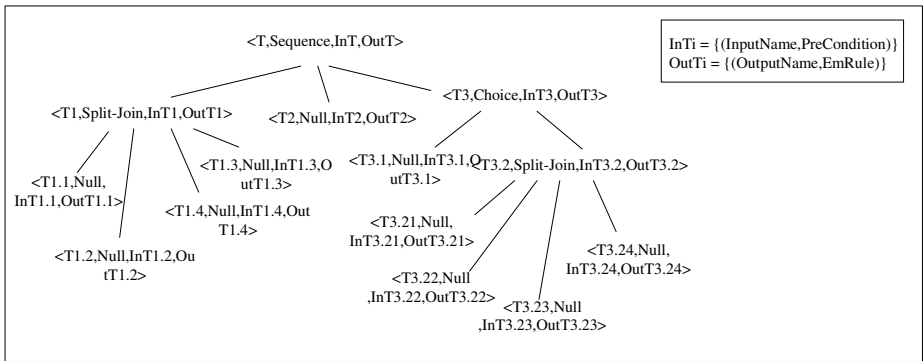 <T,Sequence,InT,OutT>
InTi = {(InputName,PreCondition)}
OutTi = {(OutputName,EmRule)}
<T1,Split-Join,InT1,OutT1>
<T2,Null,InT2,OutT2>
<T3,Choice,InT3,OutT3>
<T1.1,Null,
InT1.1,OutT1.1>
<T1.2,Null,InT1.2,Ou
tT1.2>
<T1.4,Null,InT1.4,Out
T1.4>
<T1.3,Null,InT1.3,O
utT1.3>
<T3.1,Null,InT3.1,O
utT3.1>
<T3.2,Split-Join,InT3.2,OutT3.2>
<T3.21,Null,
InT3.21,OutT3.21>
<T3.22,Null
,InT3.22,OutT3.22>
<T3.23,Null
,InT3.23,OutT3.23>
<T3.24,Null,
InT3.24,OutT3.24>